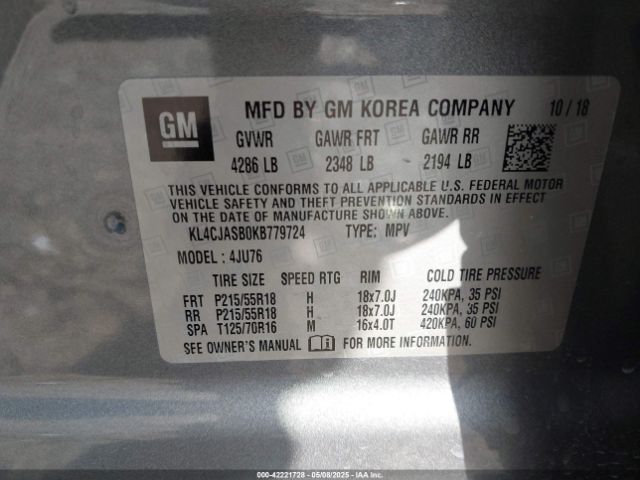 GM
MFD BY GM KOREA COMPANY 10 / 18
GVWR GAWR FRT GAWR RR
4286 LB 2348 LB 2194 LB
THIS VEHICLE CONFORMS TO ALL APPLICABLE U.S. FEDERAL MOTOR
VEHICLE SAFETY AND THEFT PREVENTION STANDARDS IN EFFECT
ON THE DATE OF MANUFACTURE SHOWN ABOVE.
KL4CJASB0KB779724 TYPE: MPV
MODEL : 4JU76
TIRE SIZE SPEED RTG RIM COLD TIRE PRESSURE
FRT P215/55R18 H 18x7.0J 240KPA, 35 PSI
RR P215/55R18 H 18x7.0J 240KPA, 35 PSI
SPA T125/70R16 M 16x4.0T 420KPA, 60 PSI
SEE OWNER'S MANUAL FOR MORE INFORMATION.
000-42221728 - 05/08/2025 - IAAI.COM